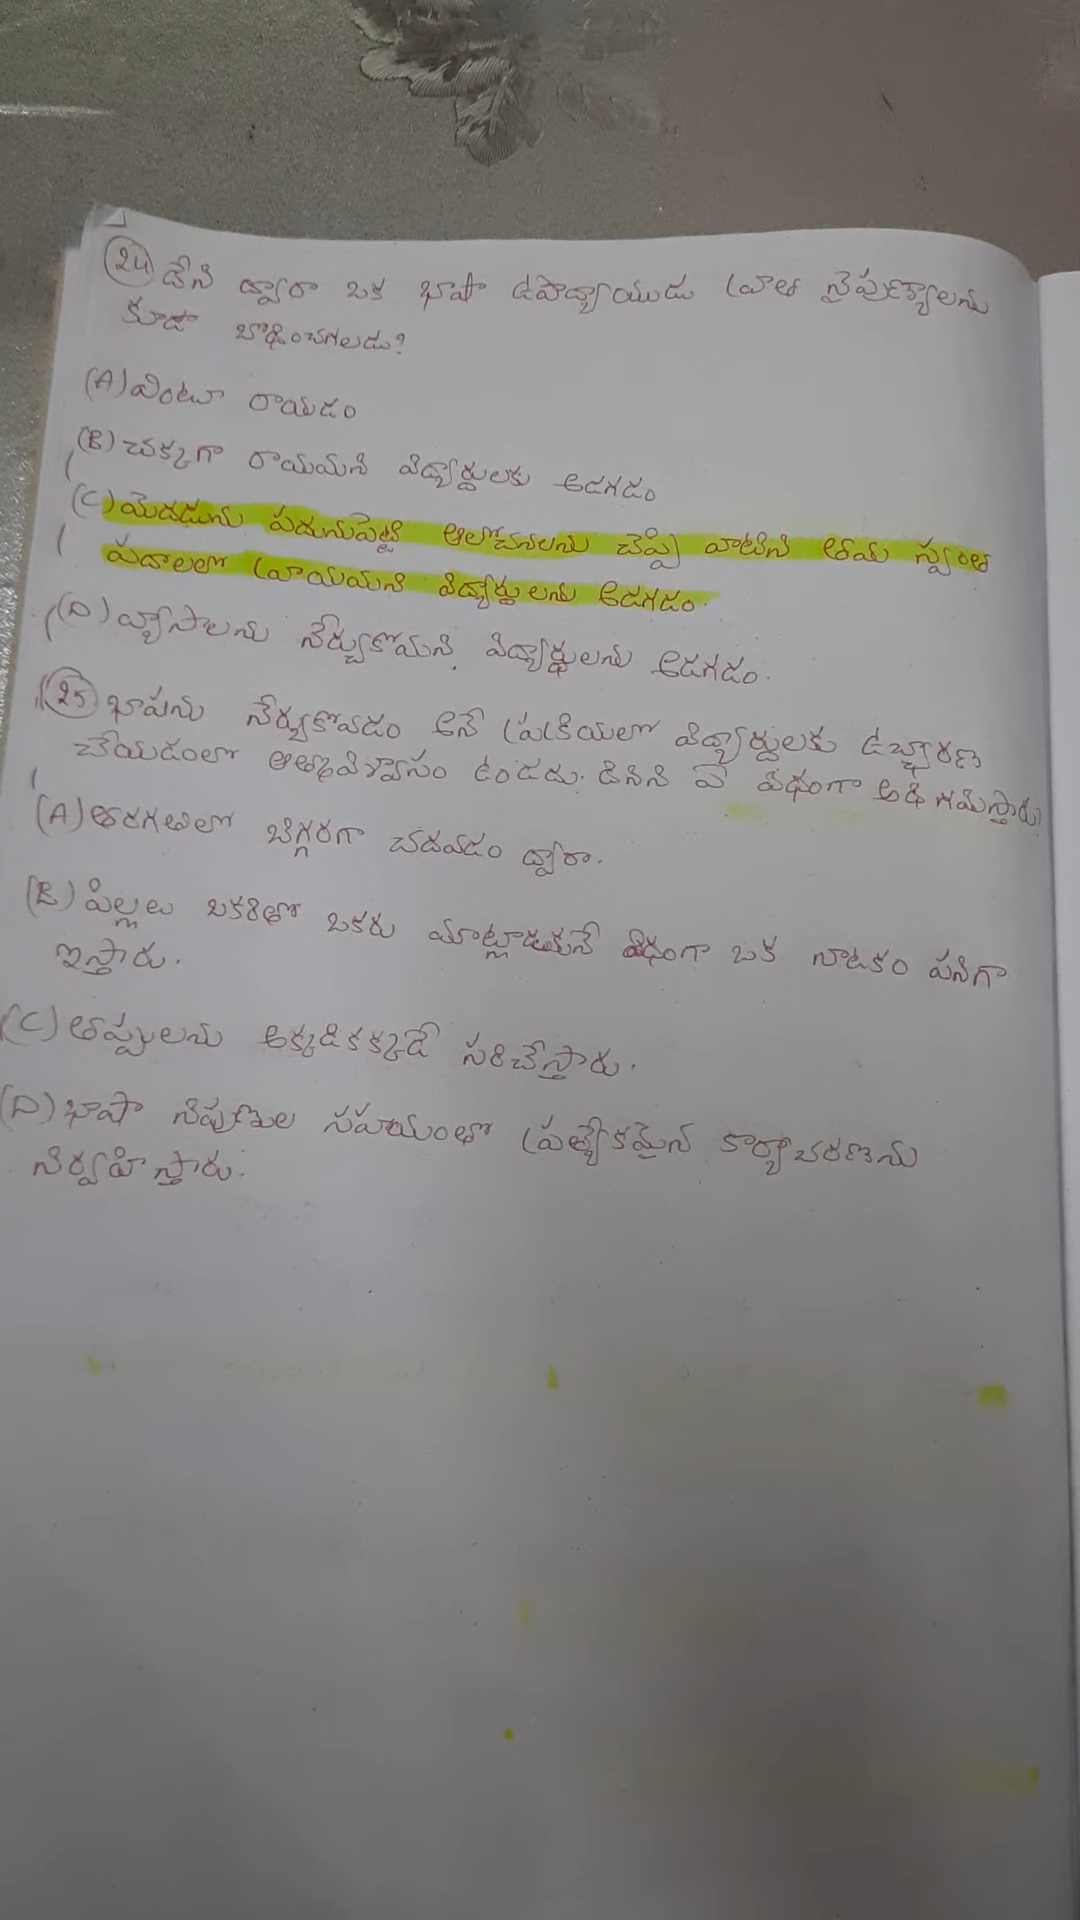 24) దేని ద్వారా ఒక భాషా ఉపాధ్యాయుడు వ్రాత నైపుణ్యాలను
కూడా బోధించగలడు?
(A) వింటూ రాయడం
(B) చక్కగా రాయమని విద్యార్థులకు అడగడం
(C) మెదడును పదునుపెట్టి ఆలోచనలను చెప్పి వాటిని తమ స్వంత
పదాలలో వ్రాయమని విద్యార్థులను అడగడం.
(D) వ్యాసాలను నేర్చుకోమని విద్యార్థులను అడగడం.
25) భాషను నేర్చుకోవడం అనే ప్రక్రియలో విద్యార్థులకు ఉచ్చారణ
చేయడంలో ఆత్మవిశ్వాసం ఉండదు. దీనిని ఏ విధంగా అధిగమిస్తారు
(A) తరగతిలో బిగ్గరగా చదవడం ద్వారా.
(B) పిల్లలు ఒకరితో ఒకరు మాట్లాడుకునే విధంగా ఒక నాటకం పనిగా
ఇస్తారు.
(C) తప్పులను అక్కడికక్కడే సరిచేస్తారు.
(D) భాషా నిపుణుల సహయంతో ప్రత్యేకమైన కార్యాచరణను
నిర్వహిస్తారు.